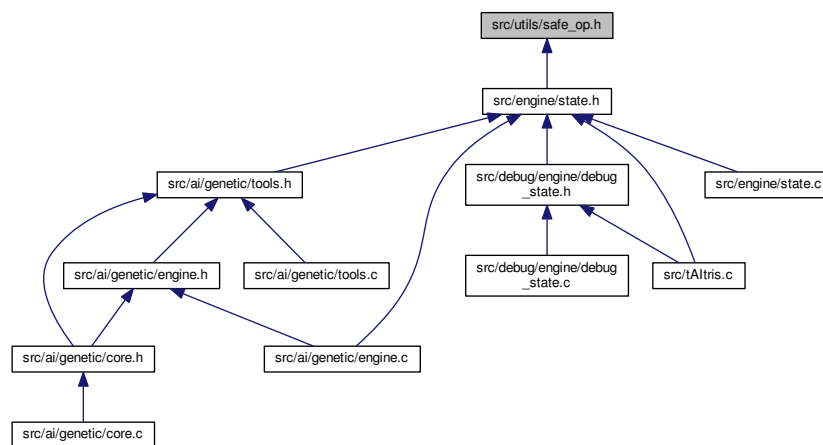 src/utils/safe_op.h
src/engine/state.h
src/ai/genetic/tools.h
src/debug/engine/debug
_state.h
src/engine/state.c
src/ai/genetic/engine.h
src/ai/genetic/tools.c
src/debug/engine/debug
_state.c
src/tAItris.c
src/ai/genetic/core.h
src/ai/genetic/engine.c
src/ai/genetic/core.c